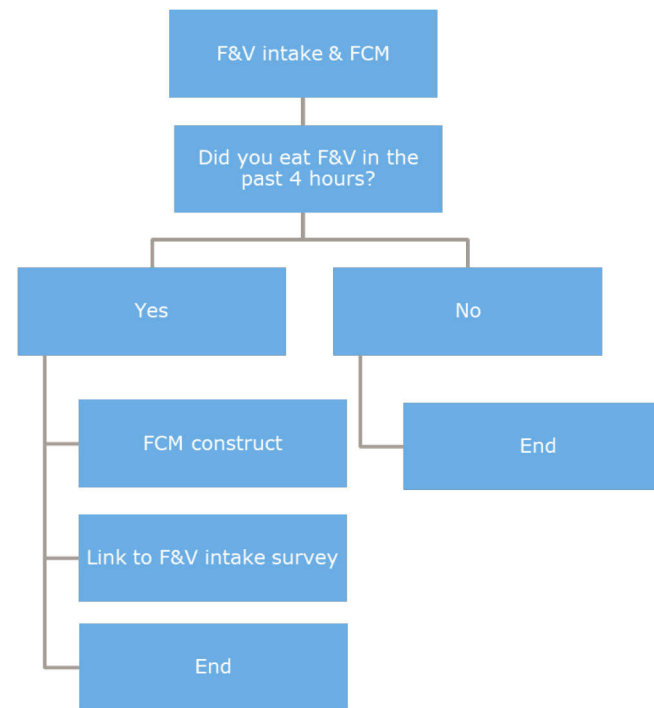 F&V intake & FCM
Did you eat F&V in the
past 4 hours?
Yes
No
FCM construct
End
Link to F&V intake survey
End